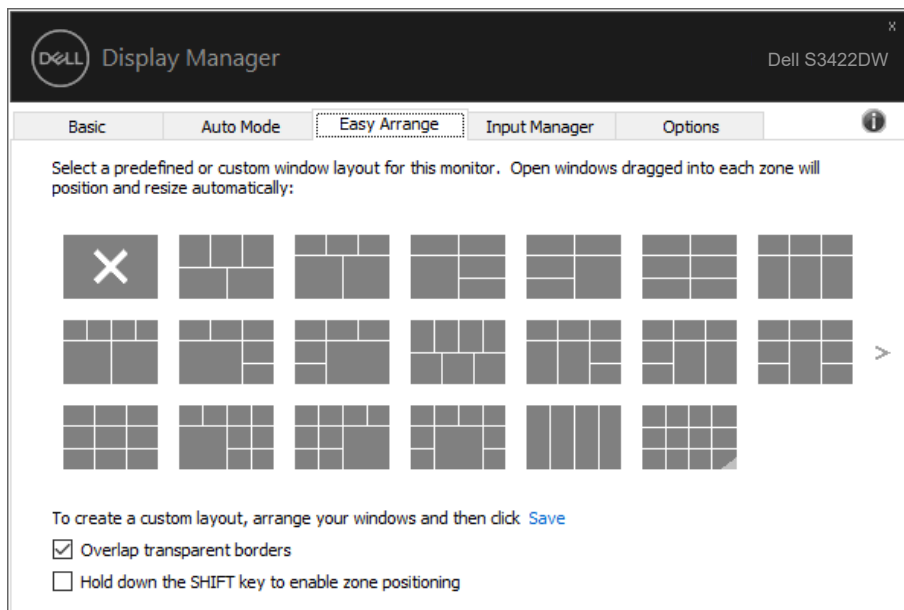 x
DELL Display Manager
Dell S3422DW
Basic Auto Mode Easy Arrange Input Manager Options i
Select a predefined or custom window layout for this monitor. Open windows dragged into each zone will
position and resize automatically:
>
To create a custom layout, arrange your windows and then click Save
Overlap transparent borders
Hold down the SHIFT key to enable zone positioning